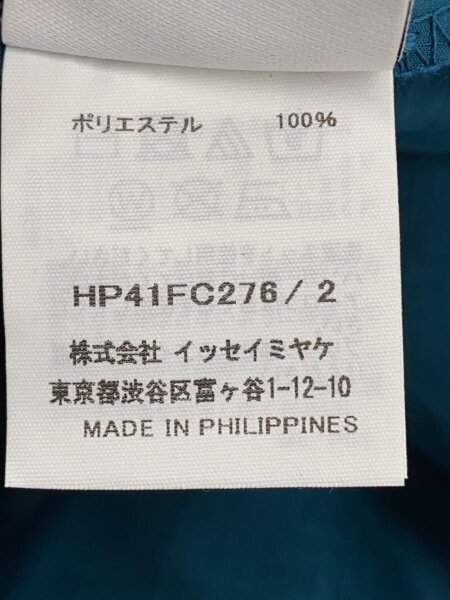 ポリエステル 100%
HP41FC276 / 2
株式会社 イッセイミヤケ
東京都渋谷区富ヶ谷1-12-10
MADE IN PHILIPPINES